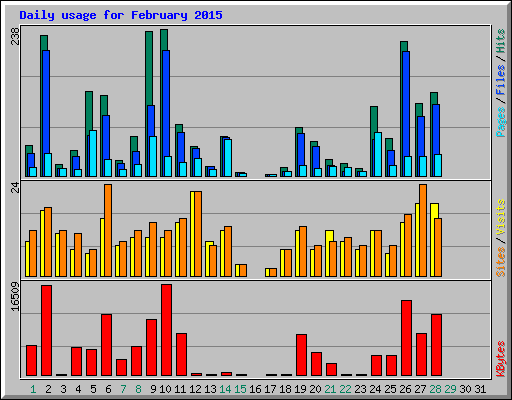 Daily usage for February 2015
238
Pages / Files / Hits
24
Sites / Visits
16509
KBytes
1 2 3 4 5 6 7 8 9 10 11 12 13 14 15 16 17 18 19 20 21 22 23 24 25 26 27 28 29 30 31